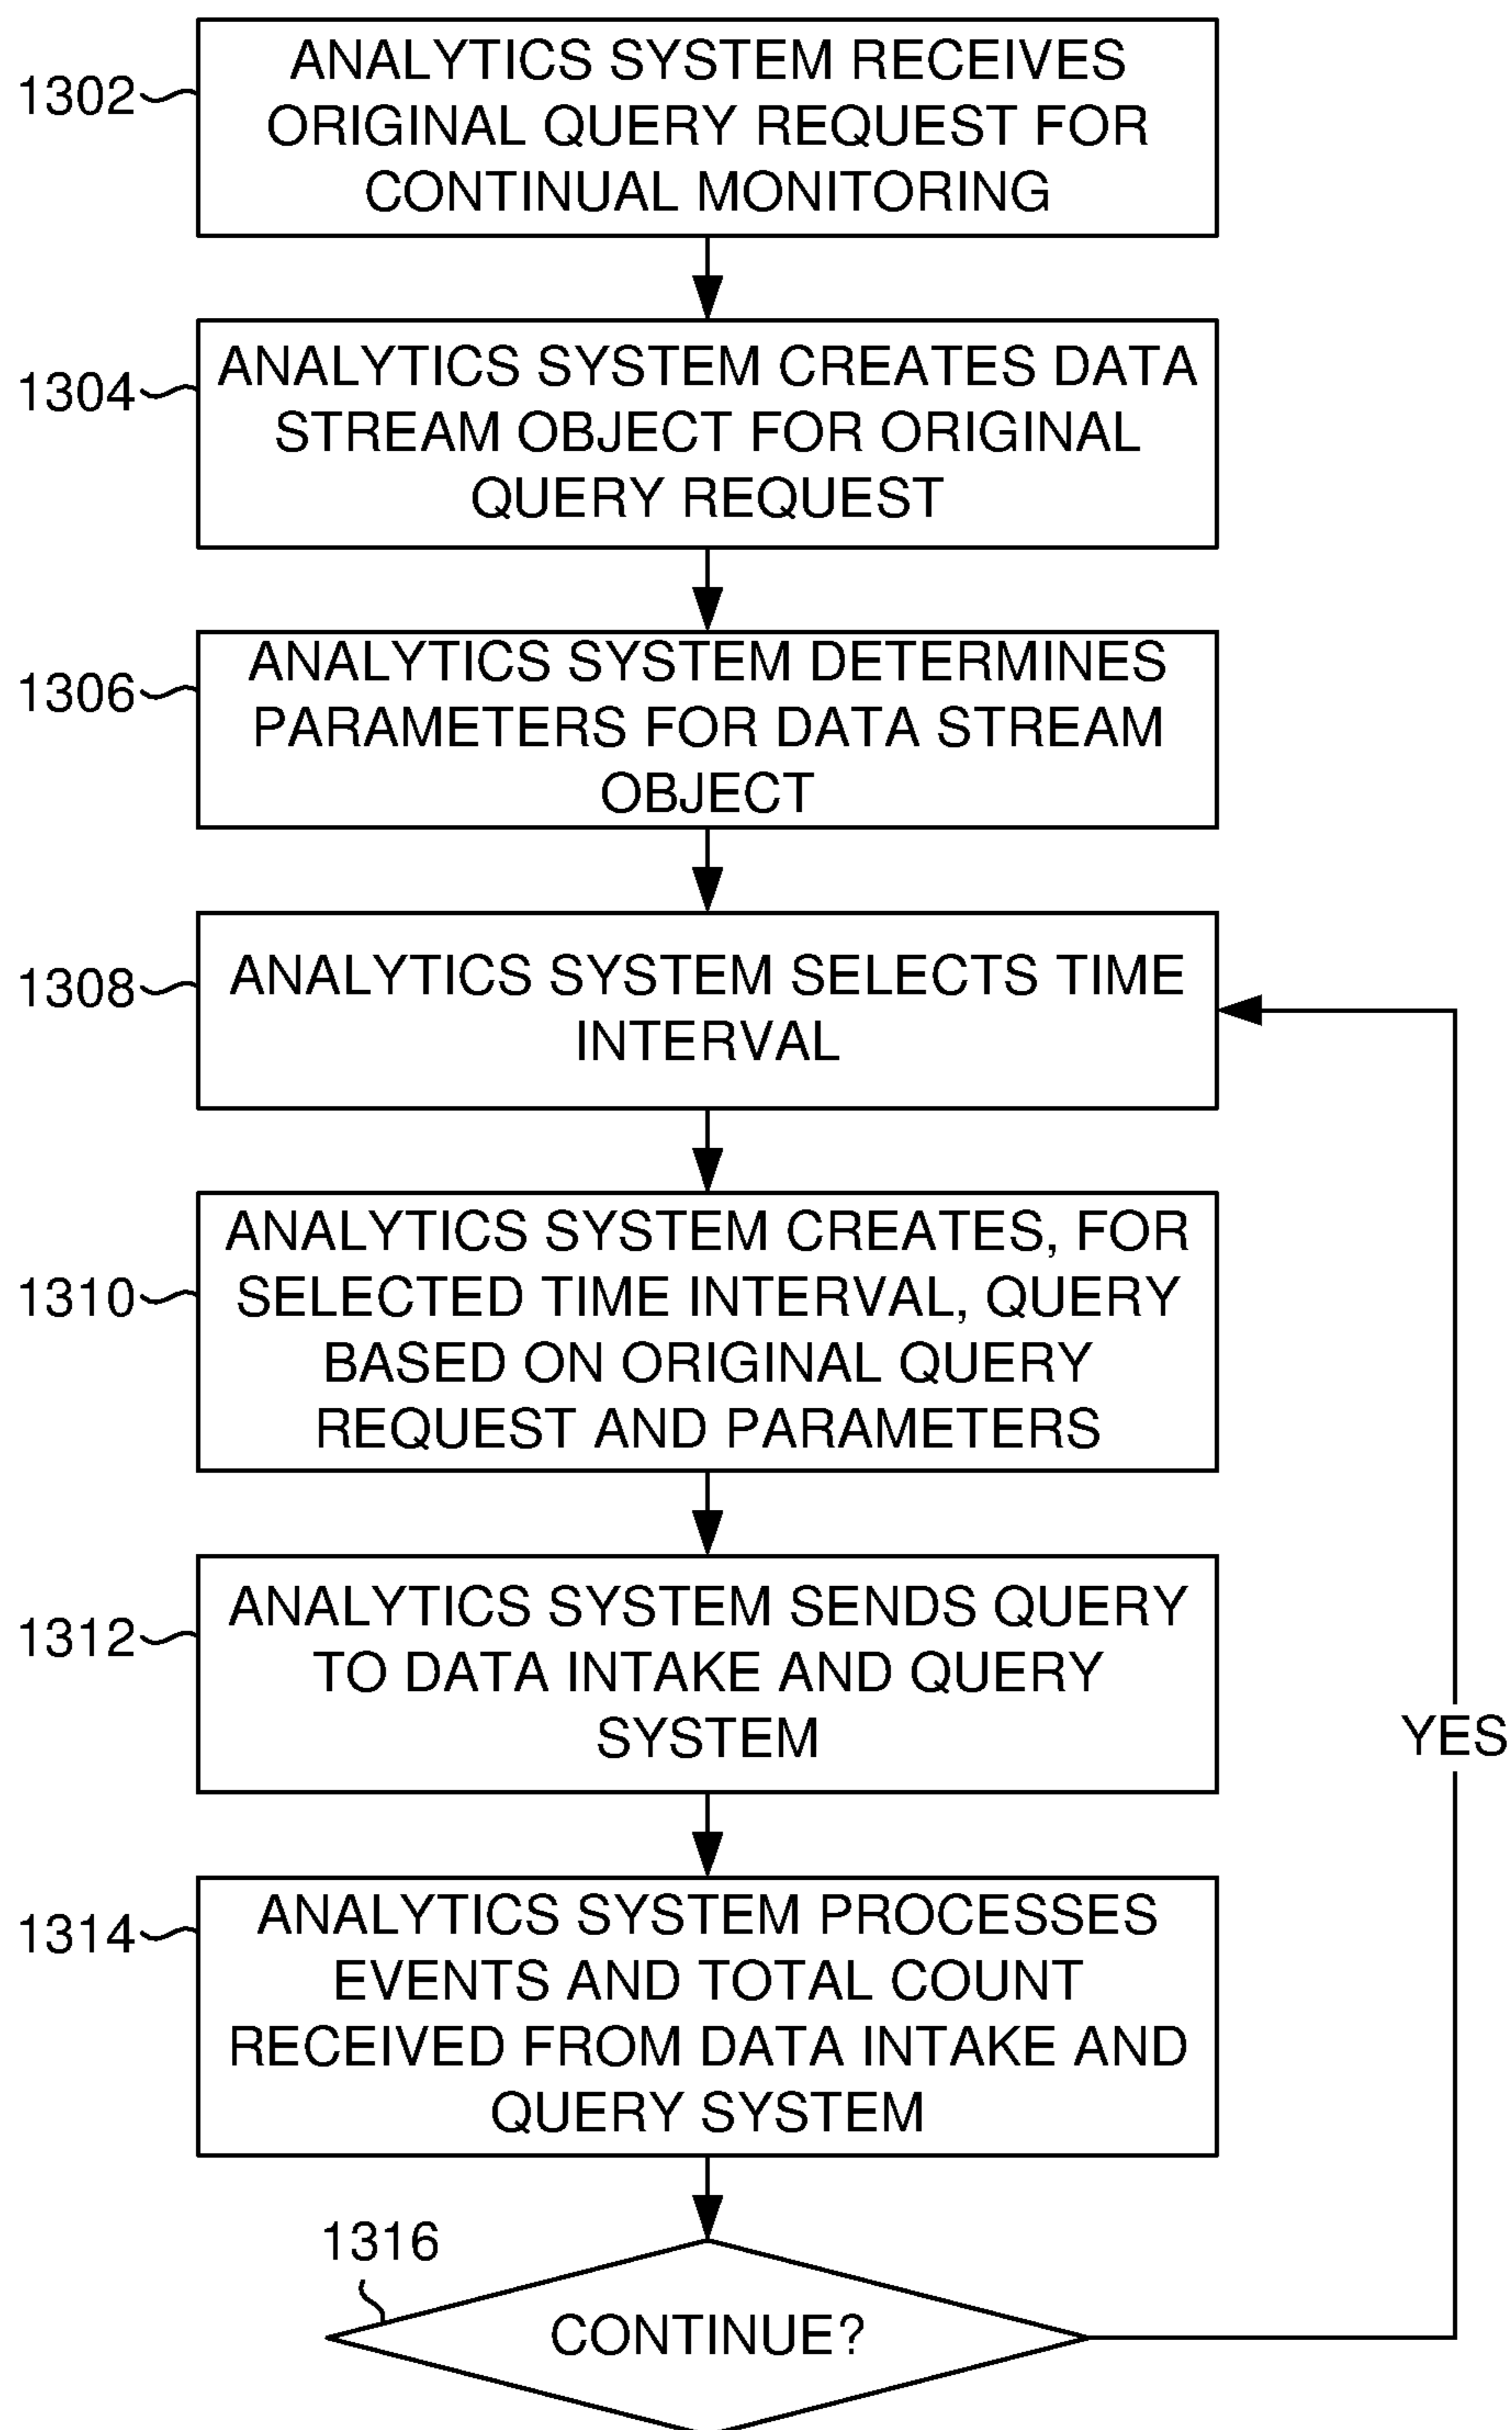 1302
ANALYTICS SYSTEM RECEIVES
ORIGINAL QUERY REQUEST FOR
CONTINUAL MONITORING
1304
ANALYTICS SYSTEM CREATES DATA
STREAM OBJECT FOR ORIGINAL
QUERY REQUEST
1306
ANALYTICS SYSTEM DETERMINES
PARAMETERS FOR DATA STREAM
OBJECT
1308
ANALYTICS SYSTEM SELECTS TIME
INTERVAL
1310
ANALYTICS SYSTEM CREATES, FOR
SELECTED TIME INTERVAL, QUERY
BASED ON ORIGINAL QUERY
REQUEST AND PARAMETERS
1312
ANALYTICS SYSTEM SENDS QUERY
TO DATA INTAKE AND QUERY
SYSTEM
YES
1314
ANALYTICS SYSTEM PROCESSES
EVENTS AND TOTAL COUNT
RECEIVED FROM DATA INTAKE AND
QUERY SYSTEM
1316
CONTINUE?